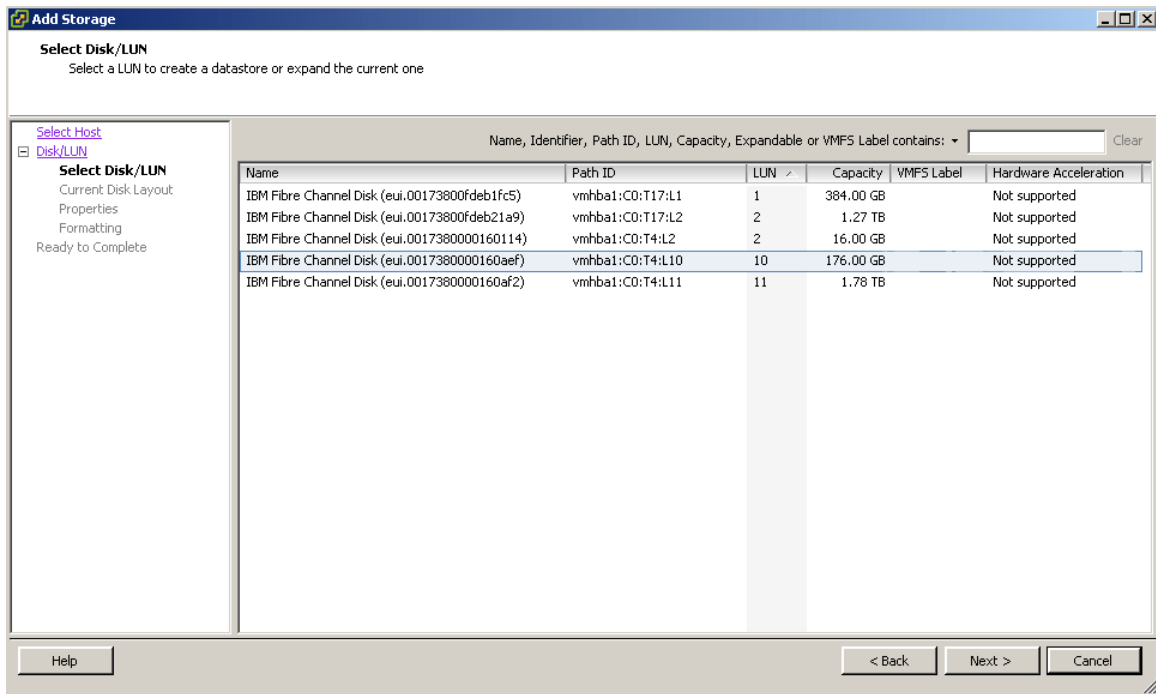 Add Storage
Select Disk/LUN
Select a LUN to create a datastore or expand the current one
Select Host
Disk/LUN
Select Disk/LUN
Current Disk Layout
Properties
Formatting
Ready to Complete
Name, Identifier, Path ID, LUN, Capacity, Expandable or VMFS Label contains: Clear
Name Path ID LUN Capacity VMFS Label Hardware Acceleration
IBM Fibre Channel Disk (eui.00173800fdeb1fc5) vmhba1:C0:T17:L1 1 384.00 GB Not supported
IBM Fibre Channel Disk (eui.00173800fdeb21a9) vmhba1:C0:T17:L2 2 1.27 TB Not supported
IBM Fibre Channel Disk (eui.0017380000160114) vmhba1:C0:T4:L2 2 16.00 GB Not supported
IBM Fibre Channel Disk (eui.0017380000160aef) vmhba1:C0:T4:L10 10 176.00 GB Not supported
IBM Fibre Channel Disk (eui.0017380000160af2) vmhba1:C0:T4:L11 11 1.78 TB Not supported
Help < Back Next > Cancel